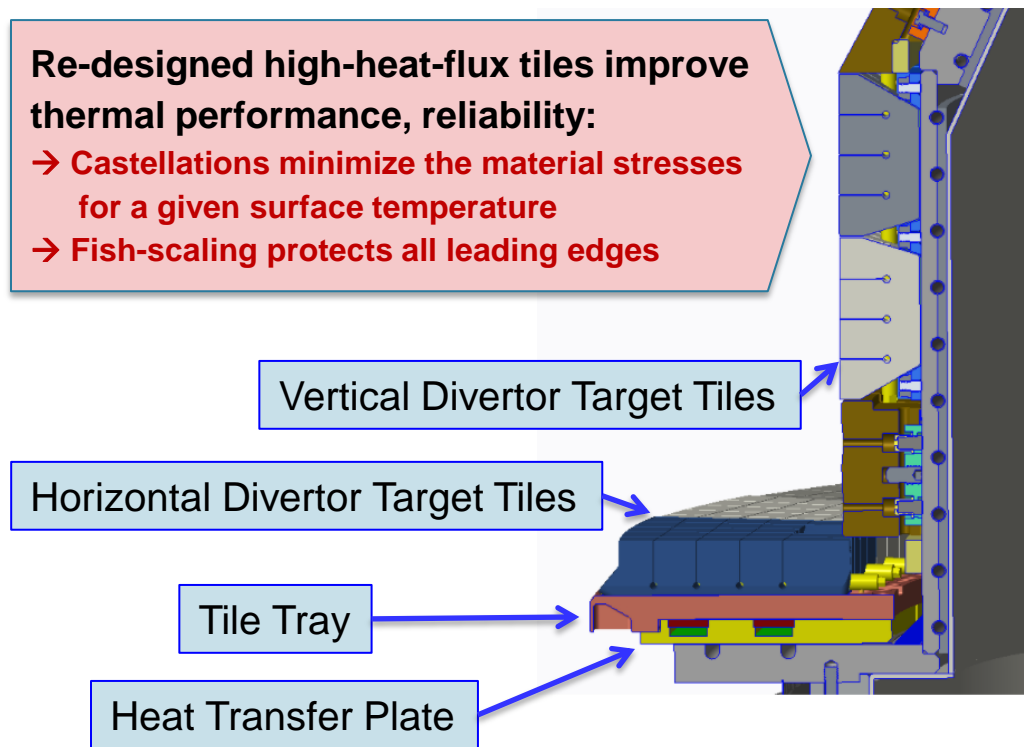 Re-designed high-heat-flux tiles improve
thermal performance, reliability:
→ Castellations minimize the material stresses
for a given surface temperature
→ Fish-scaling protects all leading edges
Vertical Divertor Target Tiles
Horizontal Divertor Target Tiles
Tile Tray
Heat Transfer Plate